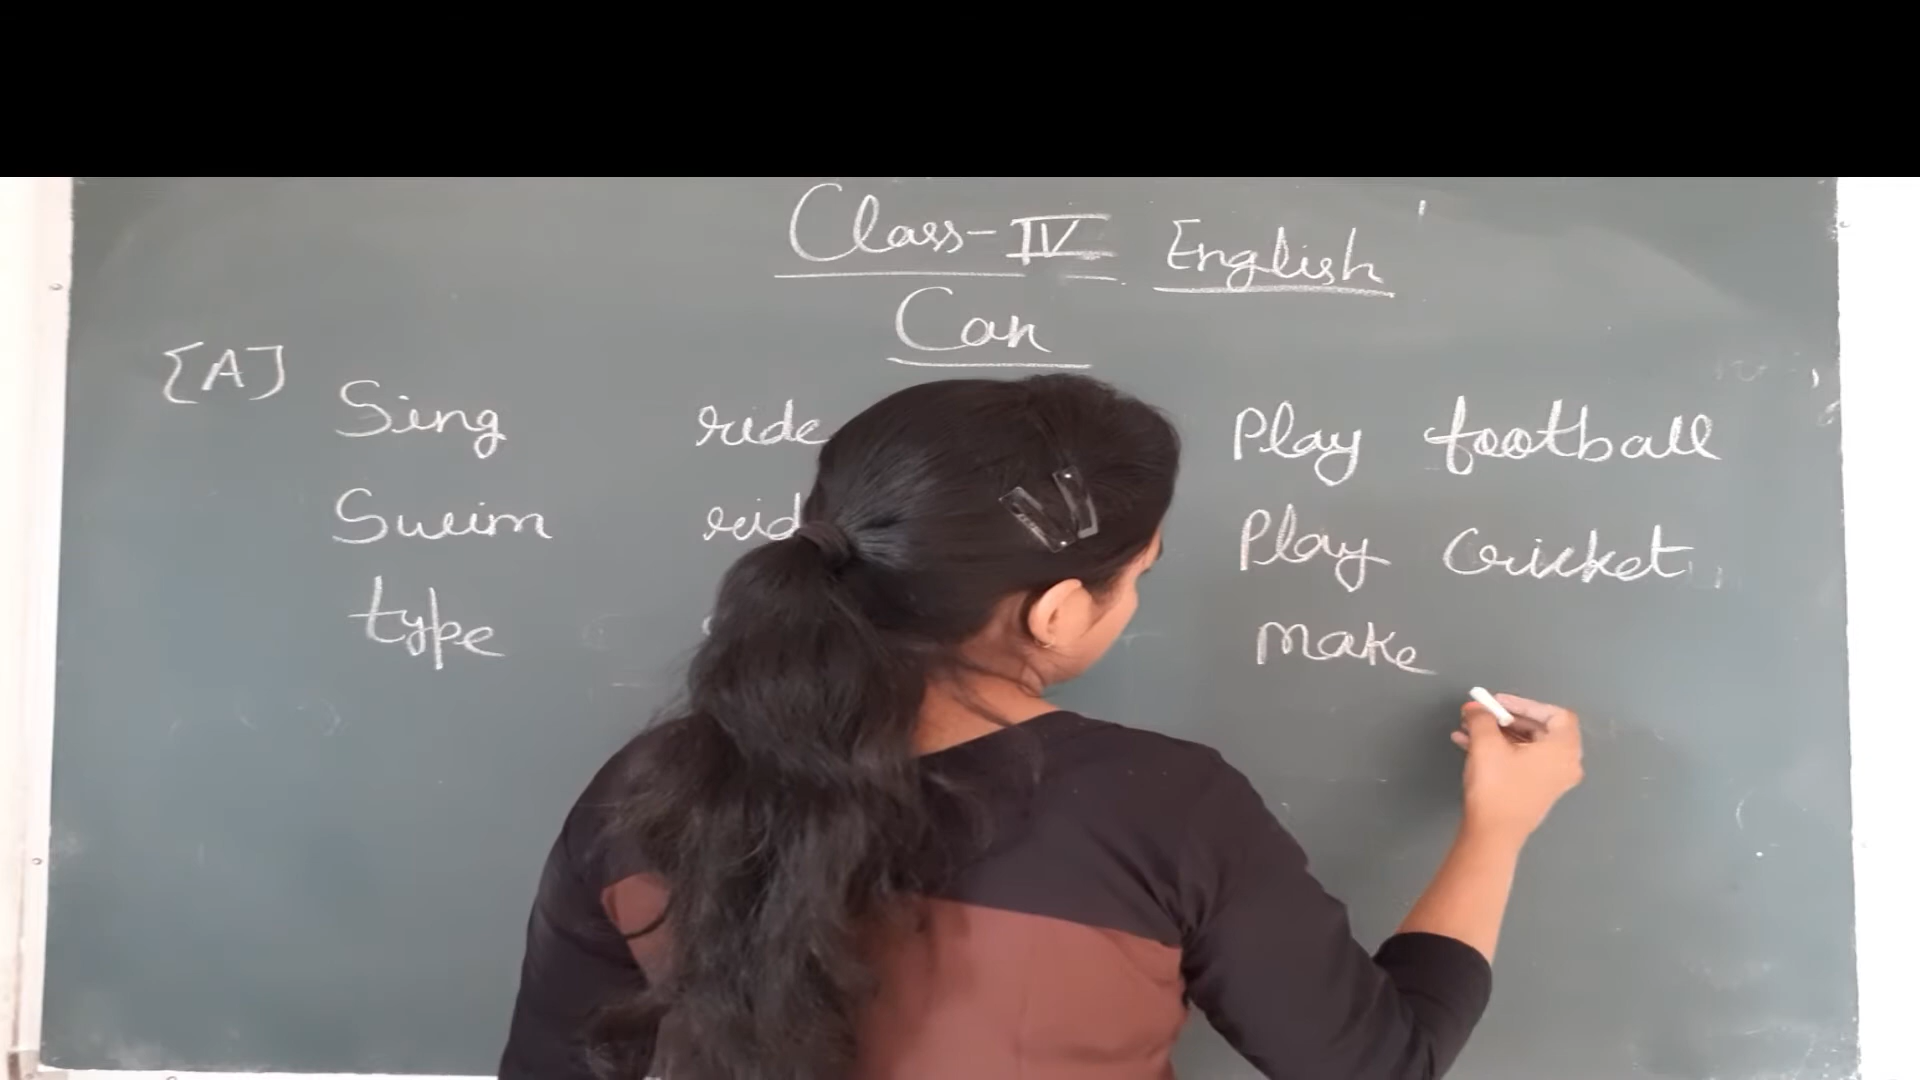 Class-IV English
Can
[A]
Sing ride Play football
Swim Play Cricket
type make